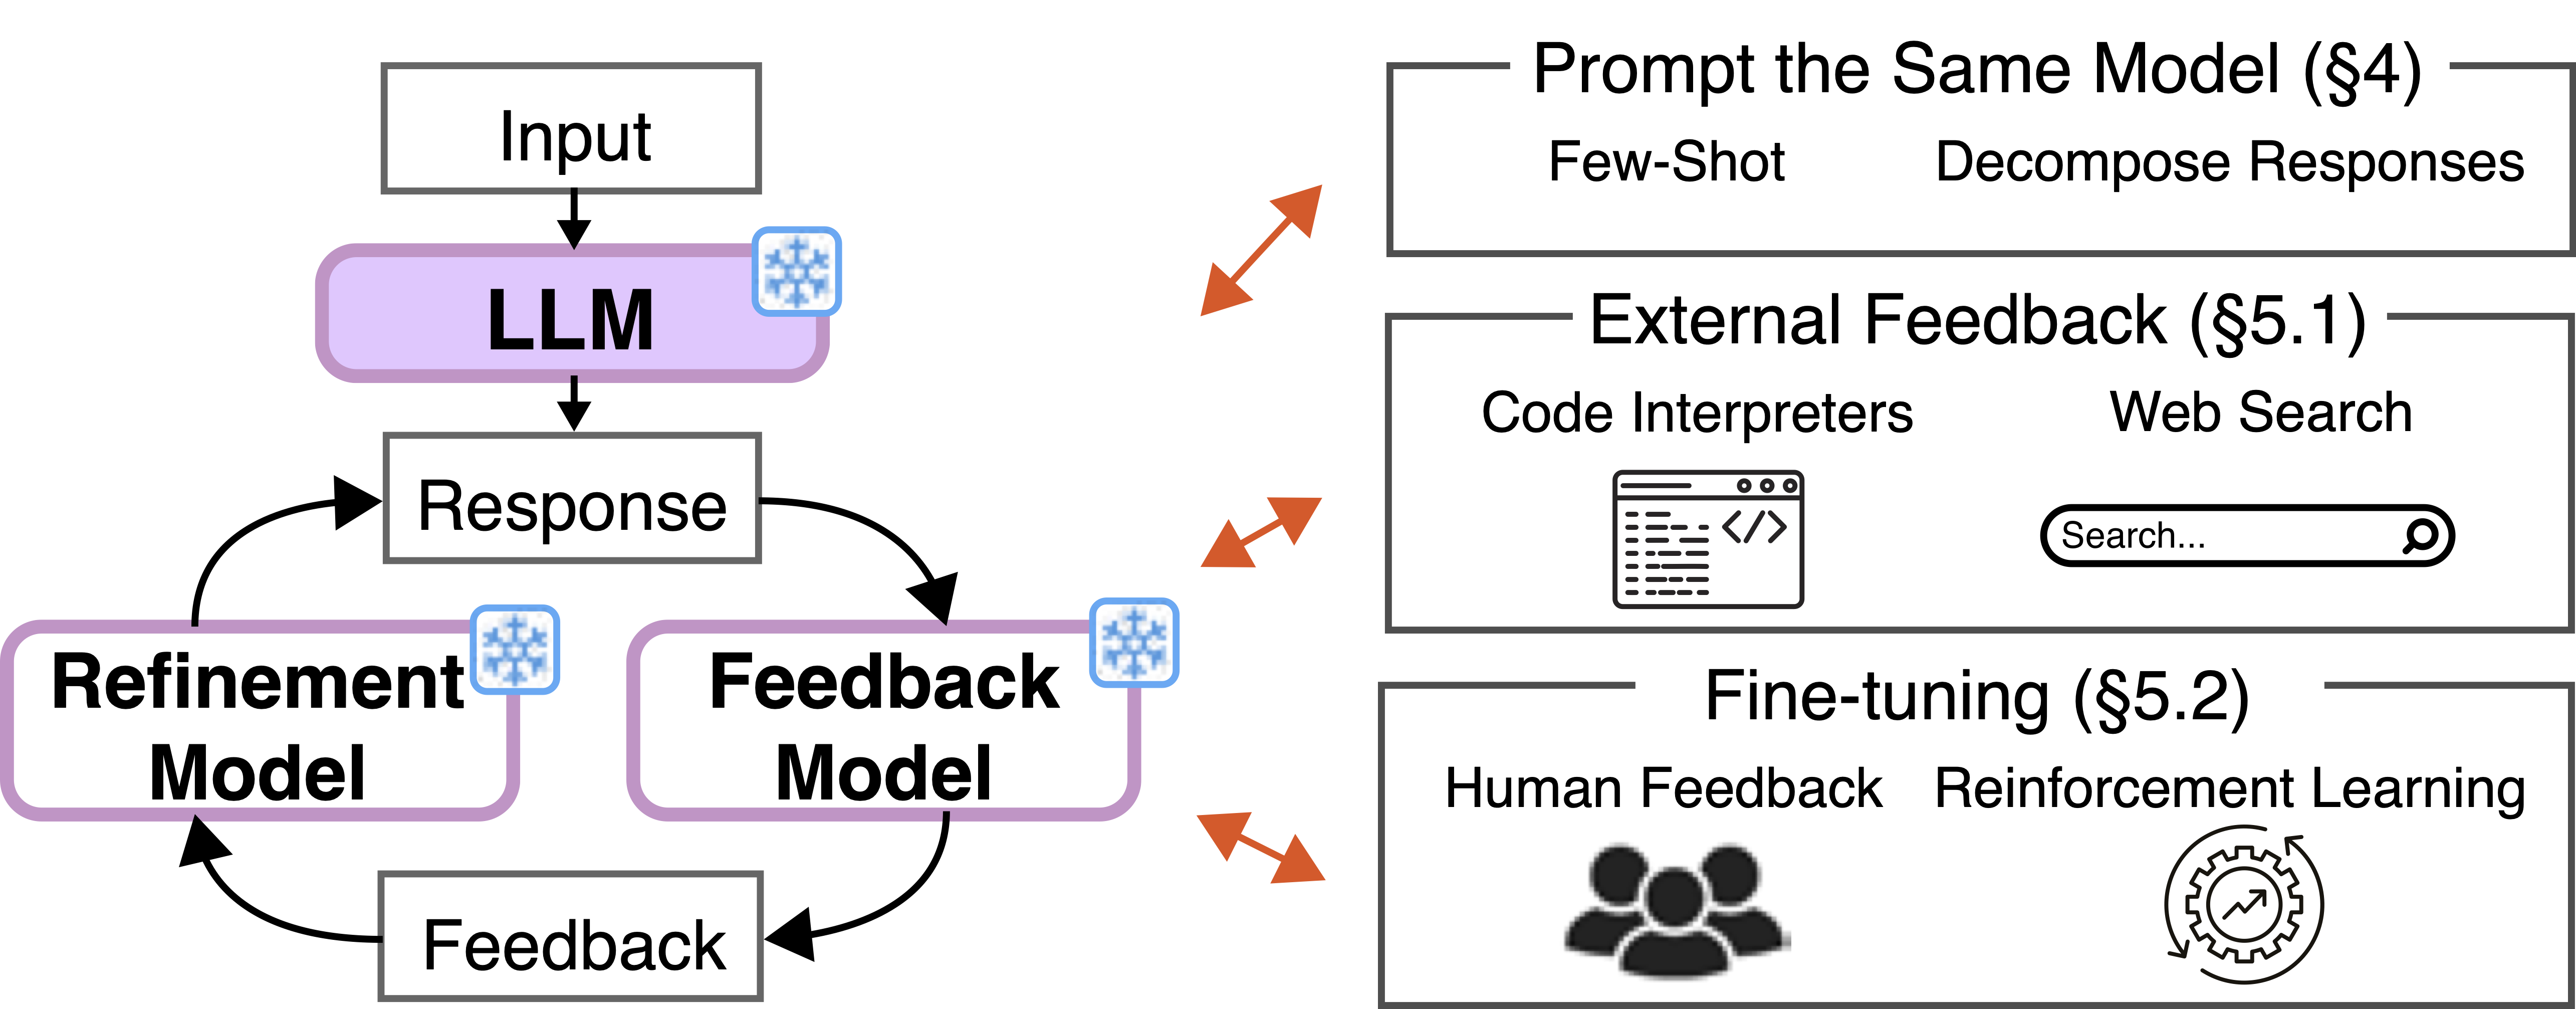 Input
LLM
Response
Refinement
Model
Feedback
Model
Feedback
Prompt the Same Model (§4)
Few-Shot
Decompose Responses
External Feedback (§5.1)
Code Interpreters
Web Search
</>
Search...
Fine-tuning (§5.2)
Human Feedback
Reinforcement Learning